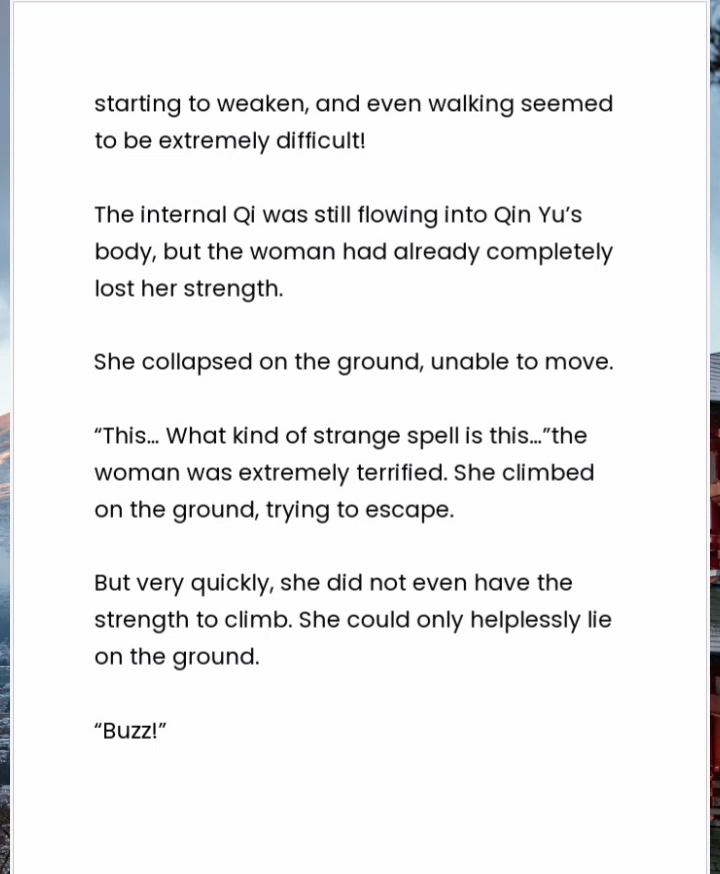 starting to weaken, and even walking seemed
to be extremely difficult!
The internal Qi was still flowing into Qin Yu’s
body, but the woman had already completely
lost her strength.
She collapsed on the ground, unable to move.
“This… What kind of strange spell is this…”the
woman was extremely terrified. She climbed
on the ground, trying to escape.
But very quickly, she did not even have the
strength to climb. She could only helplessly lie
on the ground.
“Buzz!”